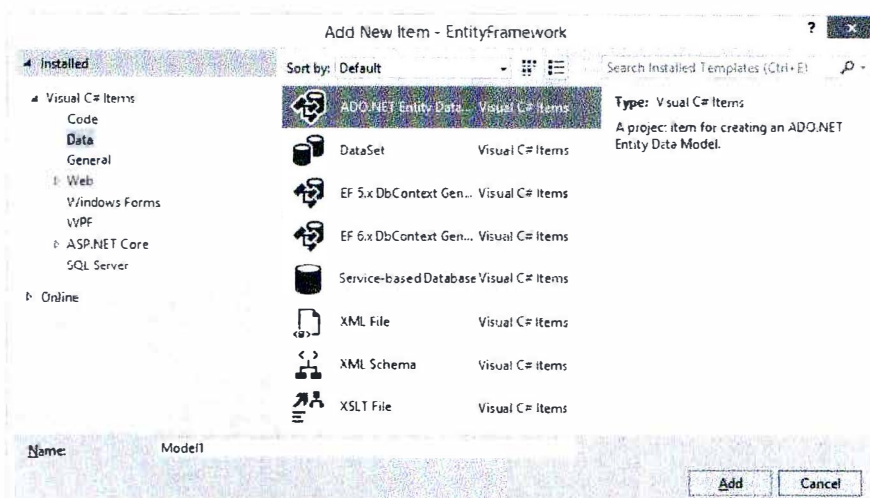 Add New Item - EntityFramework
?
Installed
Sort by: Default
Search Installed Templates (Ctrl+E)
Visual C# Items
Code
Data
General
Web
Windows Forms
WPF
ASP.NET Core
SQL Server
Online
ADO.NET Entity Data... Visual C# Items
DataSet Visual C# Items
EF 5.x DbContext Gen... Visual C# Items
EF 6.x DbContext Gen... Visual C# Items
Service-based Database Visual C# Items
XML File Visual C# Items
XML Schema Visual C# Items
XSLT File Visual C# Items
Type: Visual C# Items
A project item for creating an ADO.NET
Entity Data Model.
Name: Model1
Add Cancel